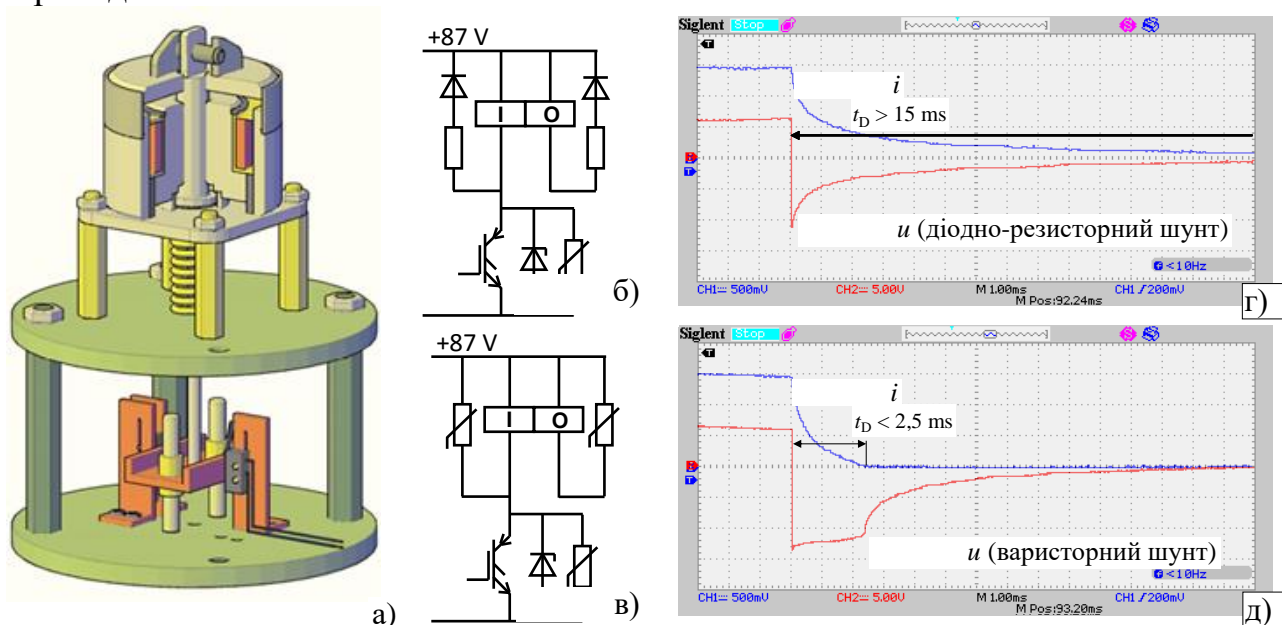 +87 V
I O
б)
+87 V
I O
в)
а)
Siglent Stop
T
i
t_D > 15 ms
u (діодно-резисторний шунт)
f <10Hz
CH1 500mV CH2 5.00V M 1.00ms CH1 200mV
M Pos:92.24ms
г)
Siglent Stop
T
i
t_D < 2,5 ms
u (варисторний шунт)
f <10Hz
CH1 500mV CH2 5.00V M 1.00ms CH1 200mV
M Pos:93.20ms
д)